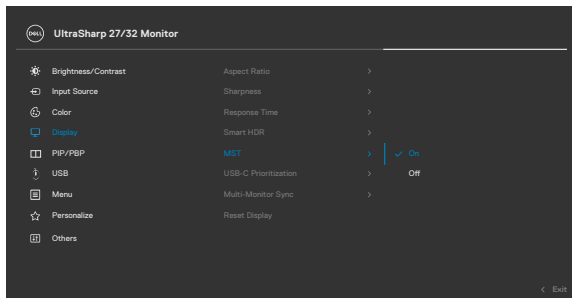 DELL UltraSharp 27/32 Monitor
Brightness/Contrast Aspect Ratio
Input Source Sharpness
Color Response Time
Display Smart HDR
PIP/PBP MST On
USB USB-C Prioritization Off
Menu Multi-Monitor Sync
Personalize Reset Display
Others
Exit